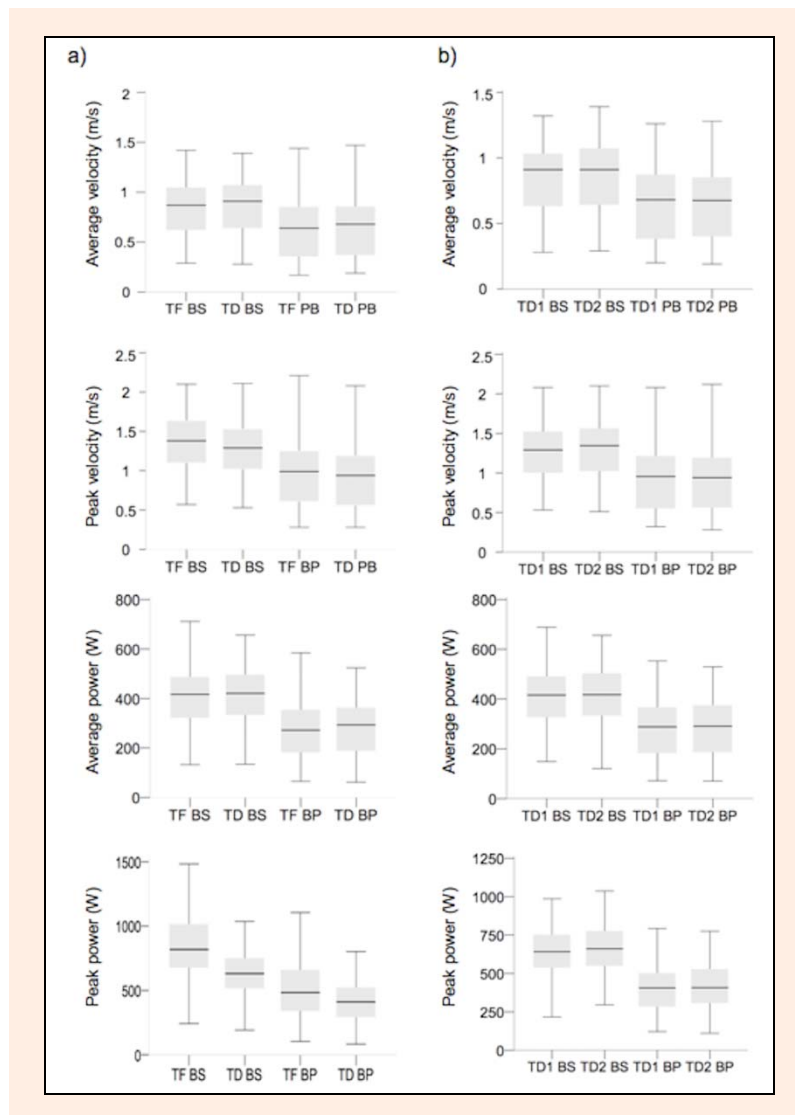 a)
Average velocity (m/s)
2
1.5
1
0.5
0
TF BS TD BS TF PB TD PB
b)
Average velocity (m/s)
1.5
1
0.5
0
TD1 BS TD2 BS TD1 PB TD2 PB
Peak velocity (m/s)
2.5
2
1.5
1
0.5
0
TF BS TD BS TF BP TD PB
Peak velocity (m/s)
2.5
2
1.5
1
0.5
0
TD1 BS TD2 BS TD1 BP TD2 BP
Average power (W)
800
600
400
200
0
TF BS TD BS TF BP TD BP
Average power (W)
800
600
400
200
0
TD1 BS TD2 BS TD1 BP TD2 BP
Peak power (W)
1500
1000
500
0
TF BS TD BS TF BP TD BP
Peak power (W)
1250
1000
750
500
250
0
TD1 BS TD2 BS TD1 BP TD2 BP